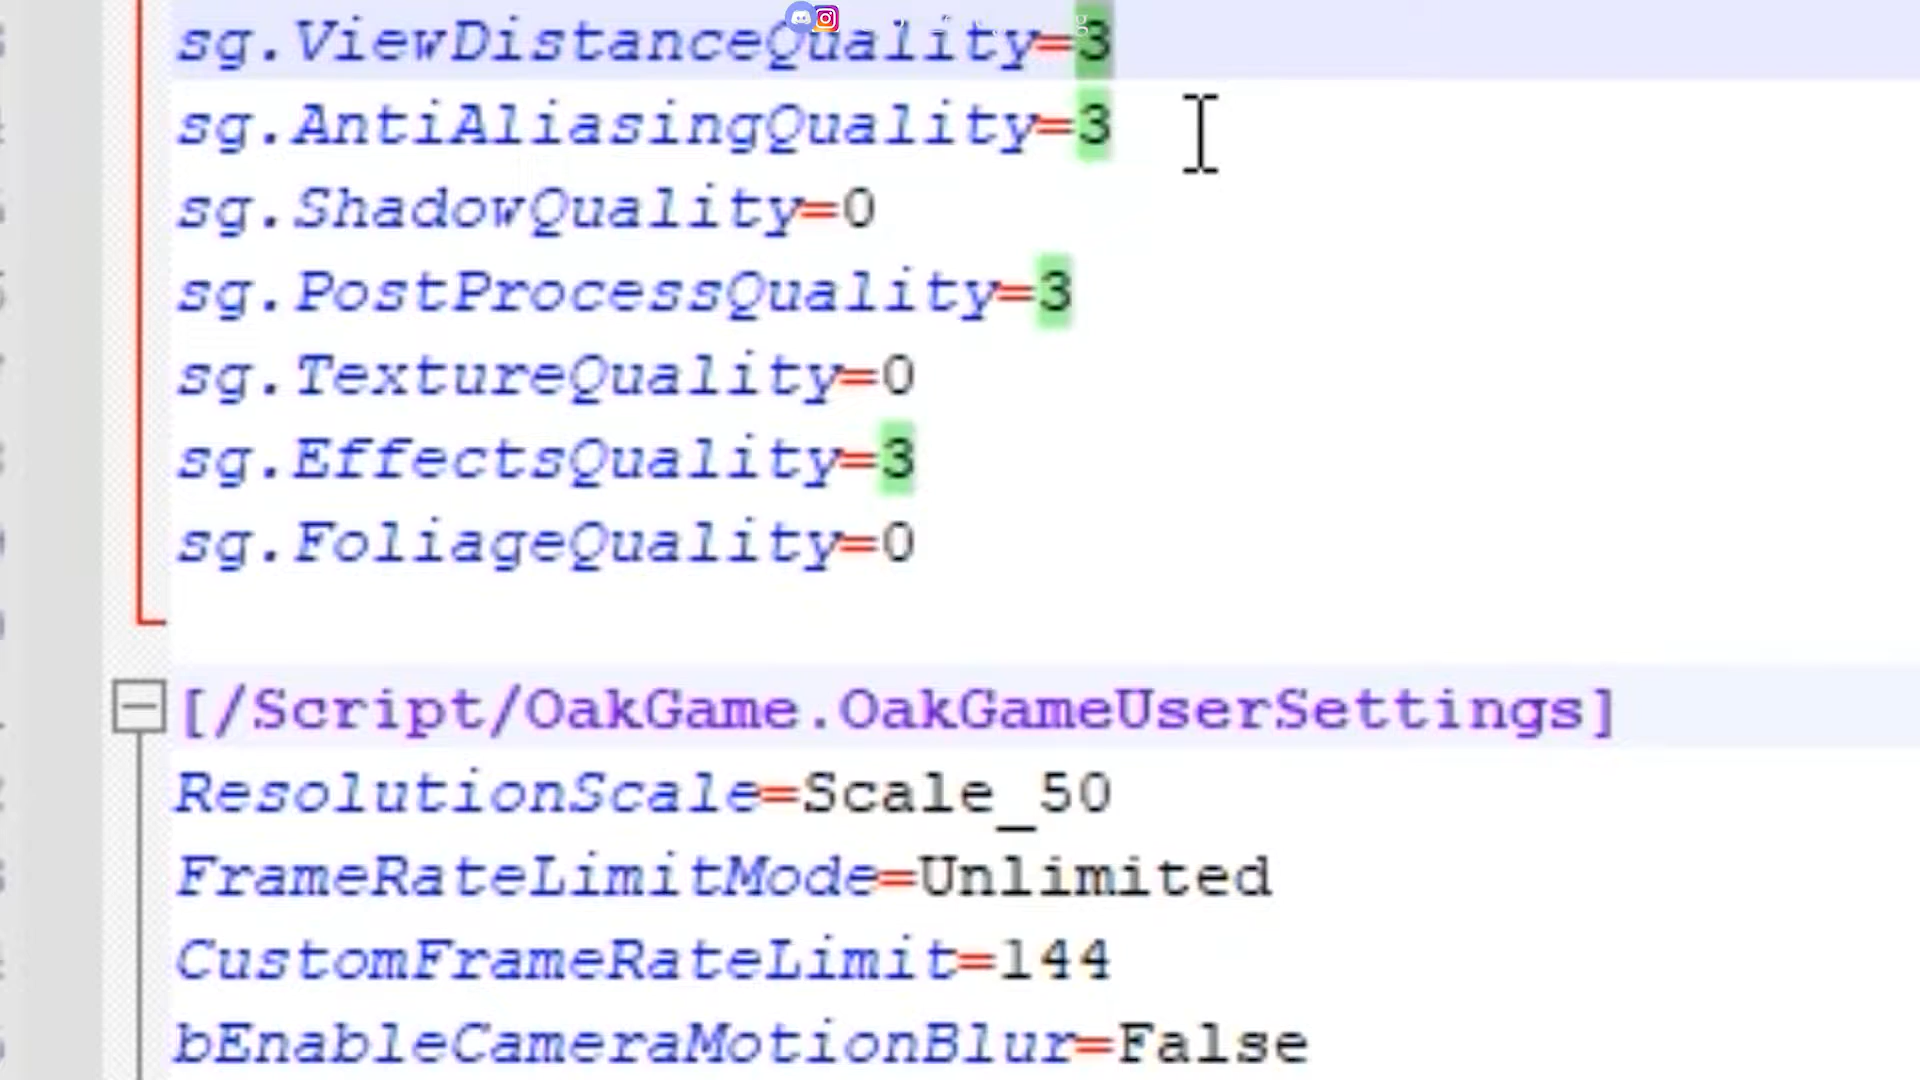 sg.ViewDistanceQuality=3
sg.AntiAliasingQuality=3
sg.ShadowQuality=0
sg.PostProcessQuality=3
sg.TextureQuality=0
sg.EffectsQuality=3
sg.FoliageQuality=0
[/Script/OakGame.OakGameUserSettings]
ResolutionScale=Scale_50
FrameRateLimitMode=Unlimited
CustomFrameRateLimit=144
bEnableCameraMotionBlur=False